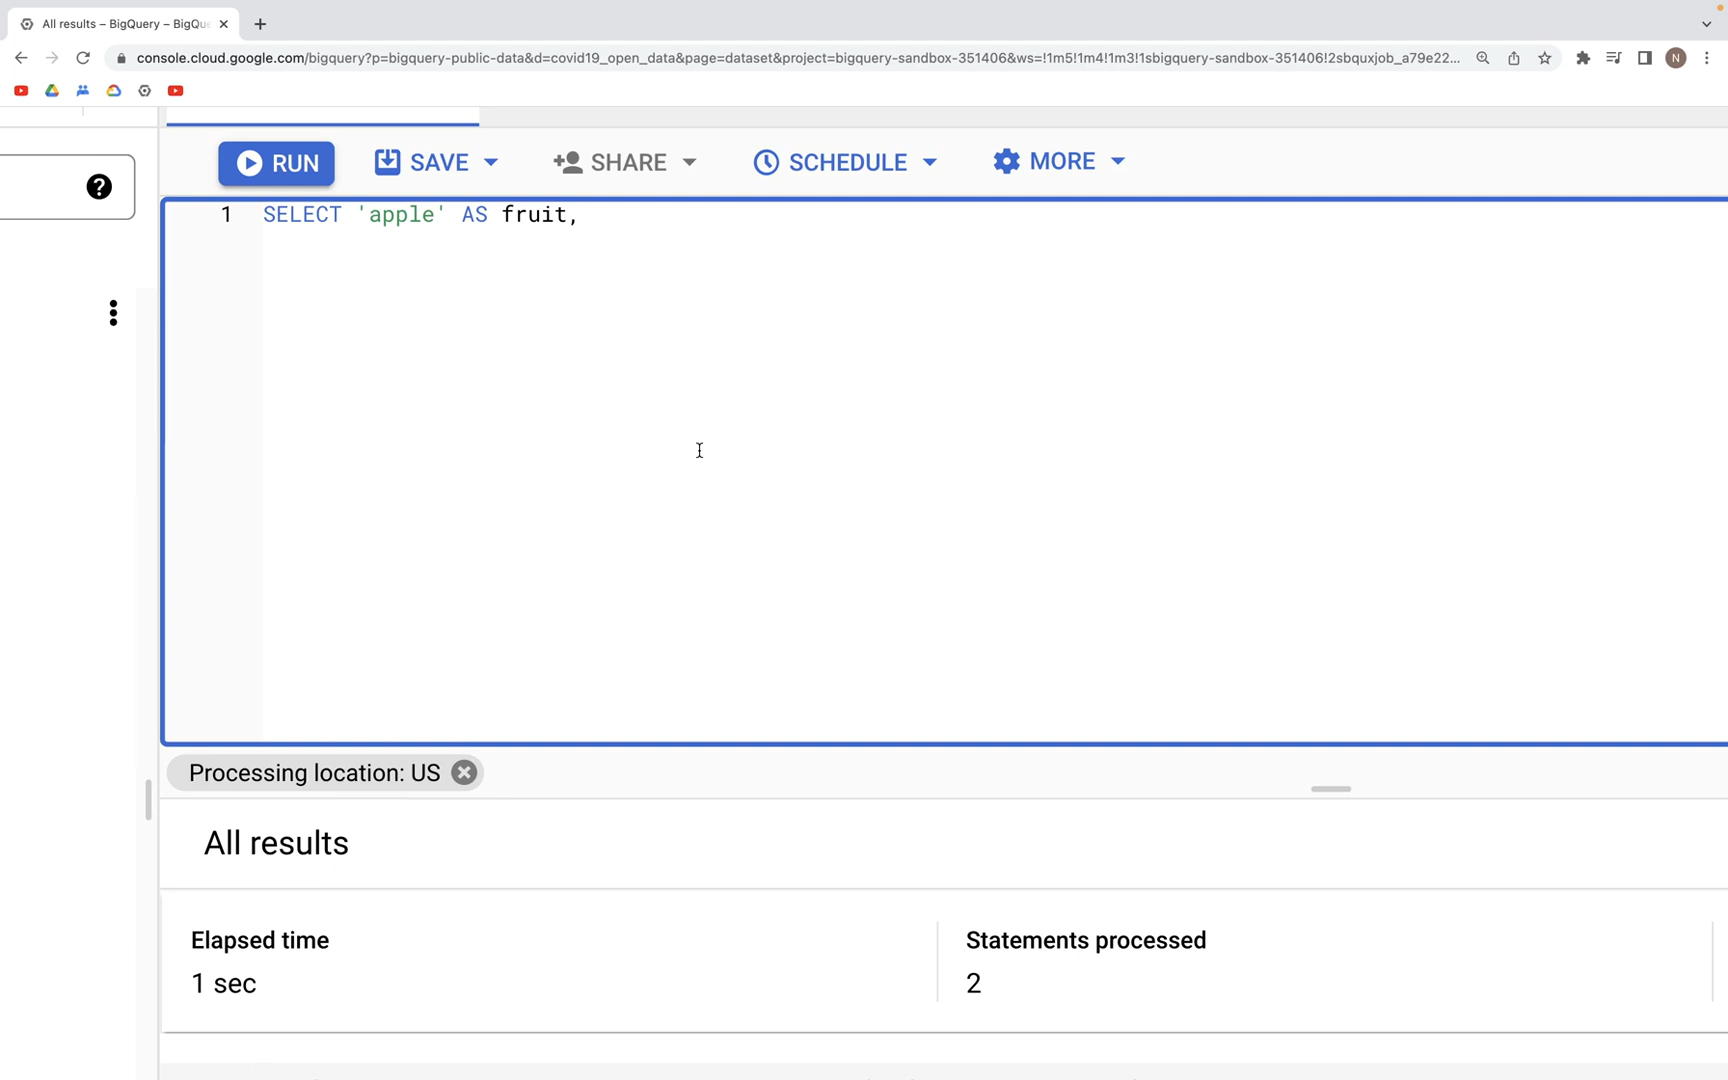 All results – BigQuery – BigQu
console.cloud.google.com/bigquery?p=bigquery-public-data&d=covid19_open_data&page=dataset&project=bigquery-sandbox-351406&ws=!1m5!1m4!1m3!1sbigquery-sandbox-351406!2sbquxjob_a79e22...
N
RUN
SAVE
SHARE
SCHEDULE
MORE
1 SELECT 'apple' AS fruit,
Processing location: US
All results
Elapsed time
1 sec
Statements processed
2